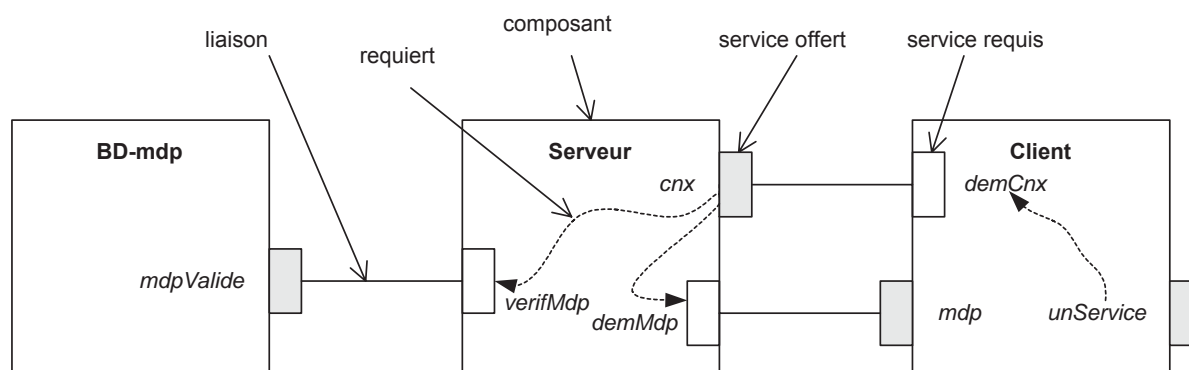 composant
liaison
service offert
service requis
requiert
BD-mdp
Serveur
Client
cnx
demCnx
mdpValide
verifMdp
demMdp
mdp
unService